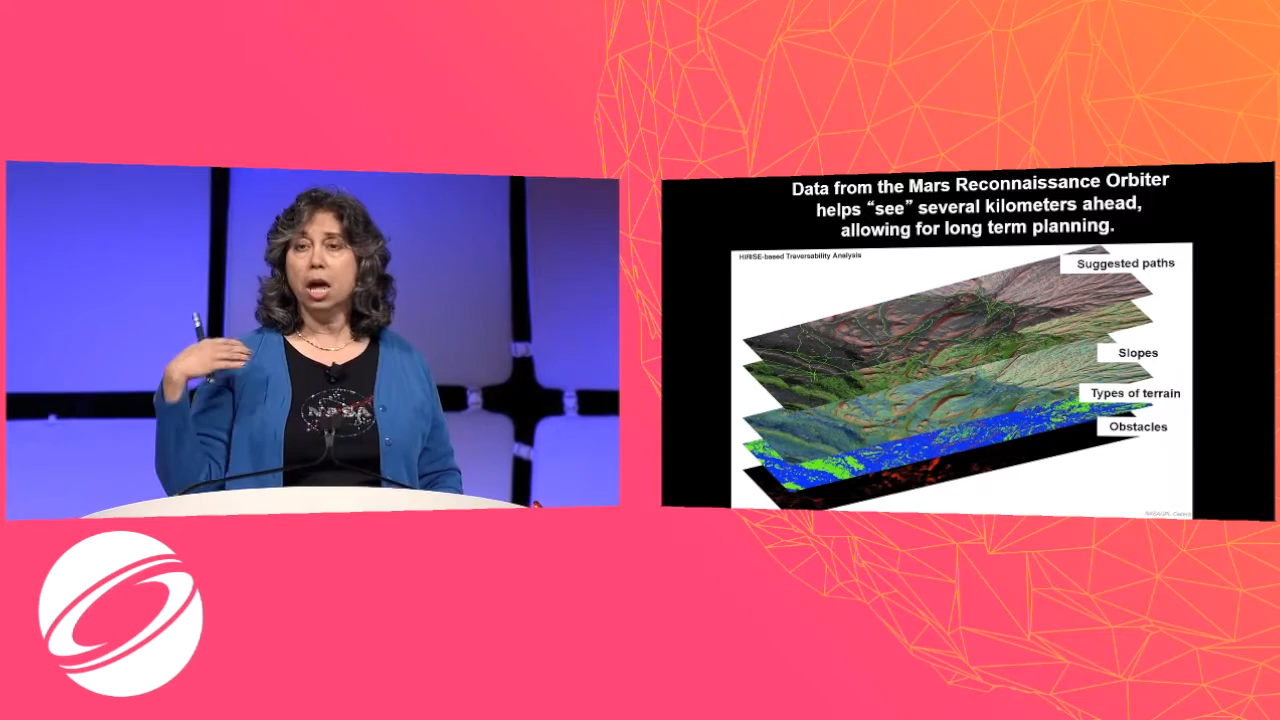 NASA
Data from the Mars Reconnaissance Orbiter
helps “see” several kilometers ahead,
allowing for long term planning.
HiRISE-based Traversability Analysis
Suggested paths
Slopes
Types of terrain
Obstacles